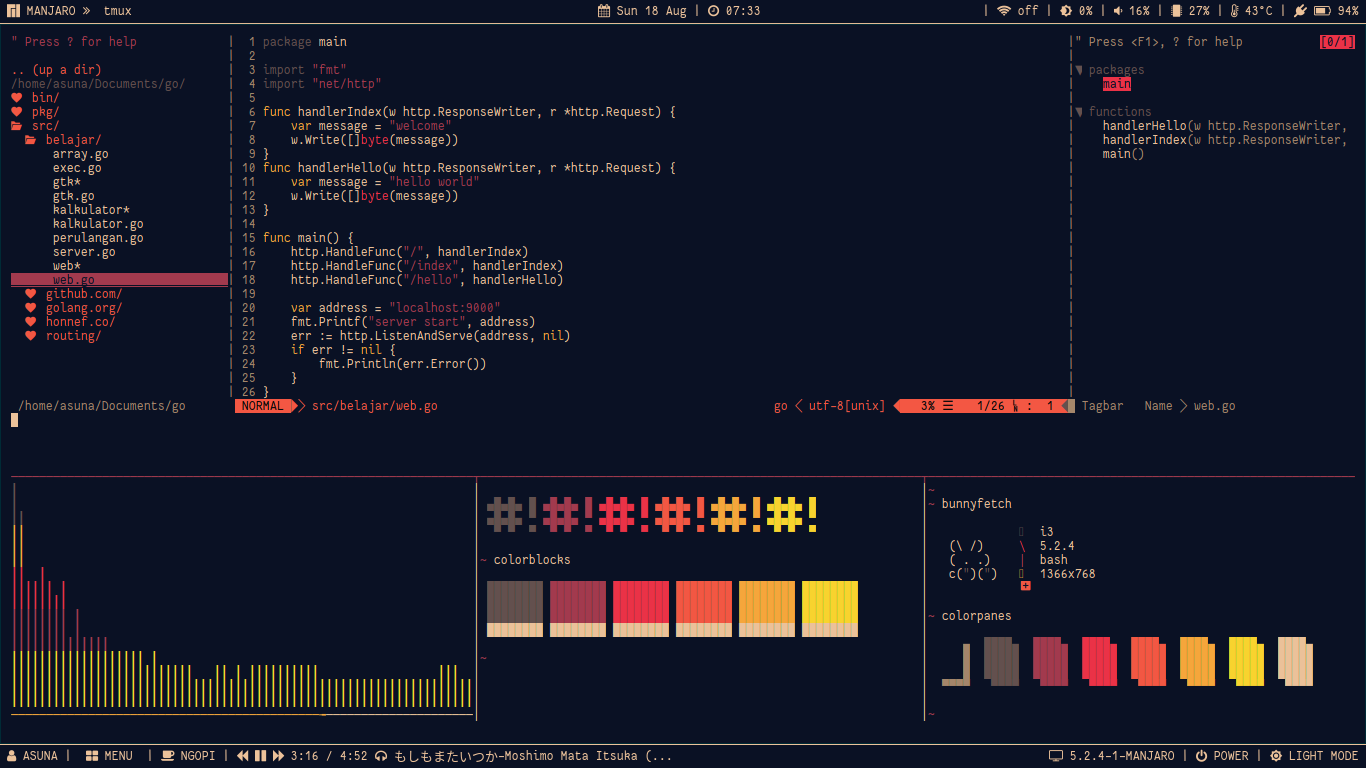 MANJARO » tmux
Sun 18 Aug | 07:33
| off | 0% | 16% | 27% | 43°C | 94%
" Press ? for help
.. (up a dir)
/home/asuna/Documents/go/
bin/
pkg/
src/
belajar/
array.go
exec.go
gtk*
gtk.go
kalkulator*
kalkulator.go
perulangan.go
server.go
web*
web.go
github.com/
golang.org/
honnef.co/
routing/
/home/asuna/Documents/go
1 package main
2
3 import "fmt"
4 import "net/http"
5
6 func handlerIndex(w http.ResponseWriter, r *http.Request) {
7     var message = "welcome"
8     w.Write([]byte(message))
9 }
10 func handlerHello(w http.ResponseWriter, r *http.Request) {
11     var message = "hello world"
12     w.Write([]byte(message))
13 }
14
15 func main() {
16     http.HandleFunc("/", handlerIndex)
17     http.HandleFunc("/index", handlerIndex)
18     http.HandleFunc("/hello", handlerHello)
19
20     var address = "localhost:9000"
21     fmt.Printf("server start", address)
22     err := http.ListenAndServe(address, nil)
23     if err != nil {
24         fmt.Println(err.Error())
25     }
26 }
NORMAL src/belajar/web.go
go < utf-8[unix] 3% ☰ 1/26 : 1
" Press <F1>, ? for help [0/1]
▼ packages
main
▼ functions
handlerHello(w http.ResponseWriter,
handlerIndex(w http.ResponseWriter,
main()
Tagbar Name > web.go
##!##!##!##!##!##!
~ colorblocks
~
~
~ bunnyfetch
i3
(\ /) \ 5.2.4
( . .) | bash
c(")(") 1366x768
~ colorpanes
~
ASUNA | MENU | NGOPI | 3:16 / 4:52 もしもまたいつか-Moshimo Mata Itsuka (...
5.2.4-1-MANJARO | POWER | LIGHT MODE